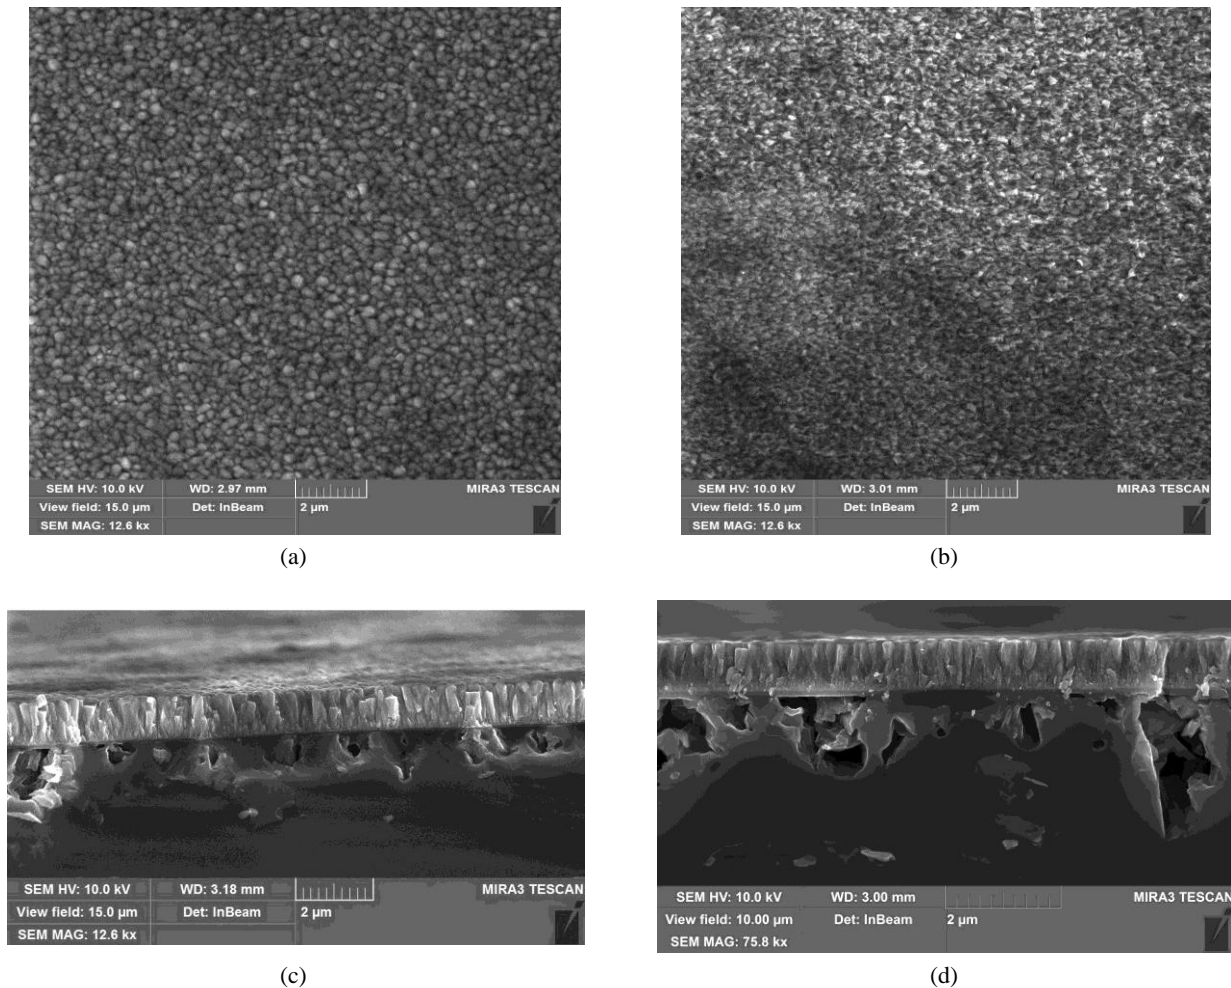 SEM HV: 10.0 kV WD: 2.97 mm MIRA3 TESCAN
View field: 15.0 µm Det: InBeam 2 µm
SEM MAG: 12.6 kx
(a)
SEM HV: 10.0 kV WD: 3.01 mm MIRA3 TESCAN
View field: 15.0 µm Det: InBeam 2 µm
SEM MAG: 12.6 kx
(b)
SEM HV: 10.0 kV WD: 3.18 mm MIRA3 TESCAN
View field: 15.0 µm Det: InBeam 2 µm
SEM MAG: 12.6 kx
(c)
SEM HV: 10.0 kV WD: 3.00 mm MIRA3 TESCAN
View field: 10.00 µm Det: InBeam 2 µm
SEM MAG: 75.8 kx
(d)